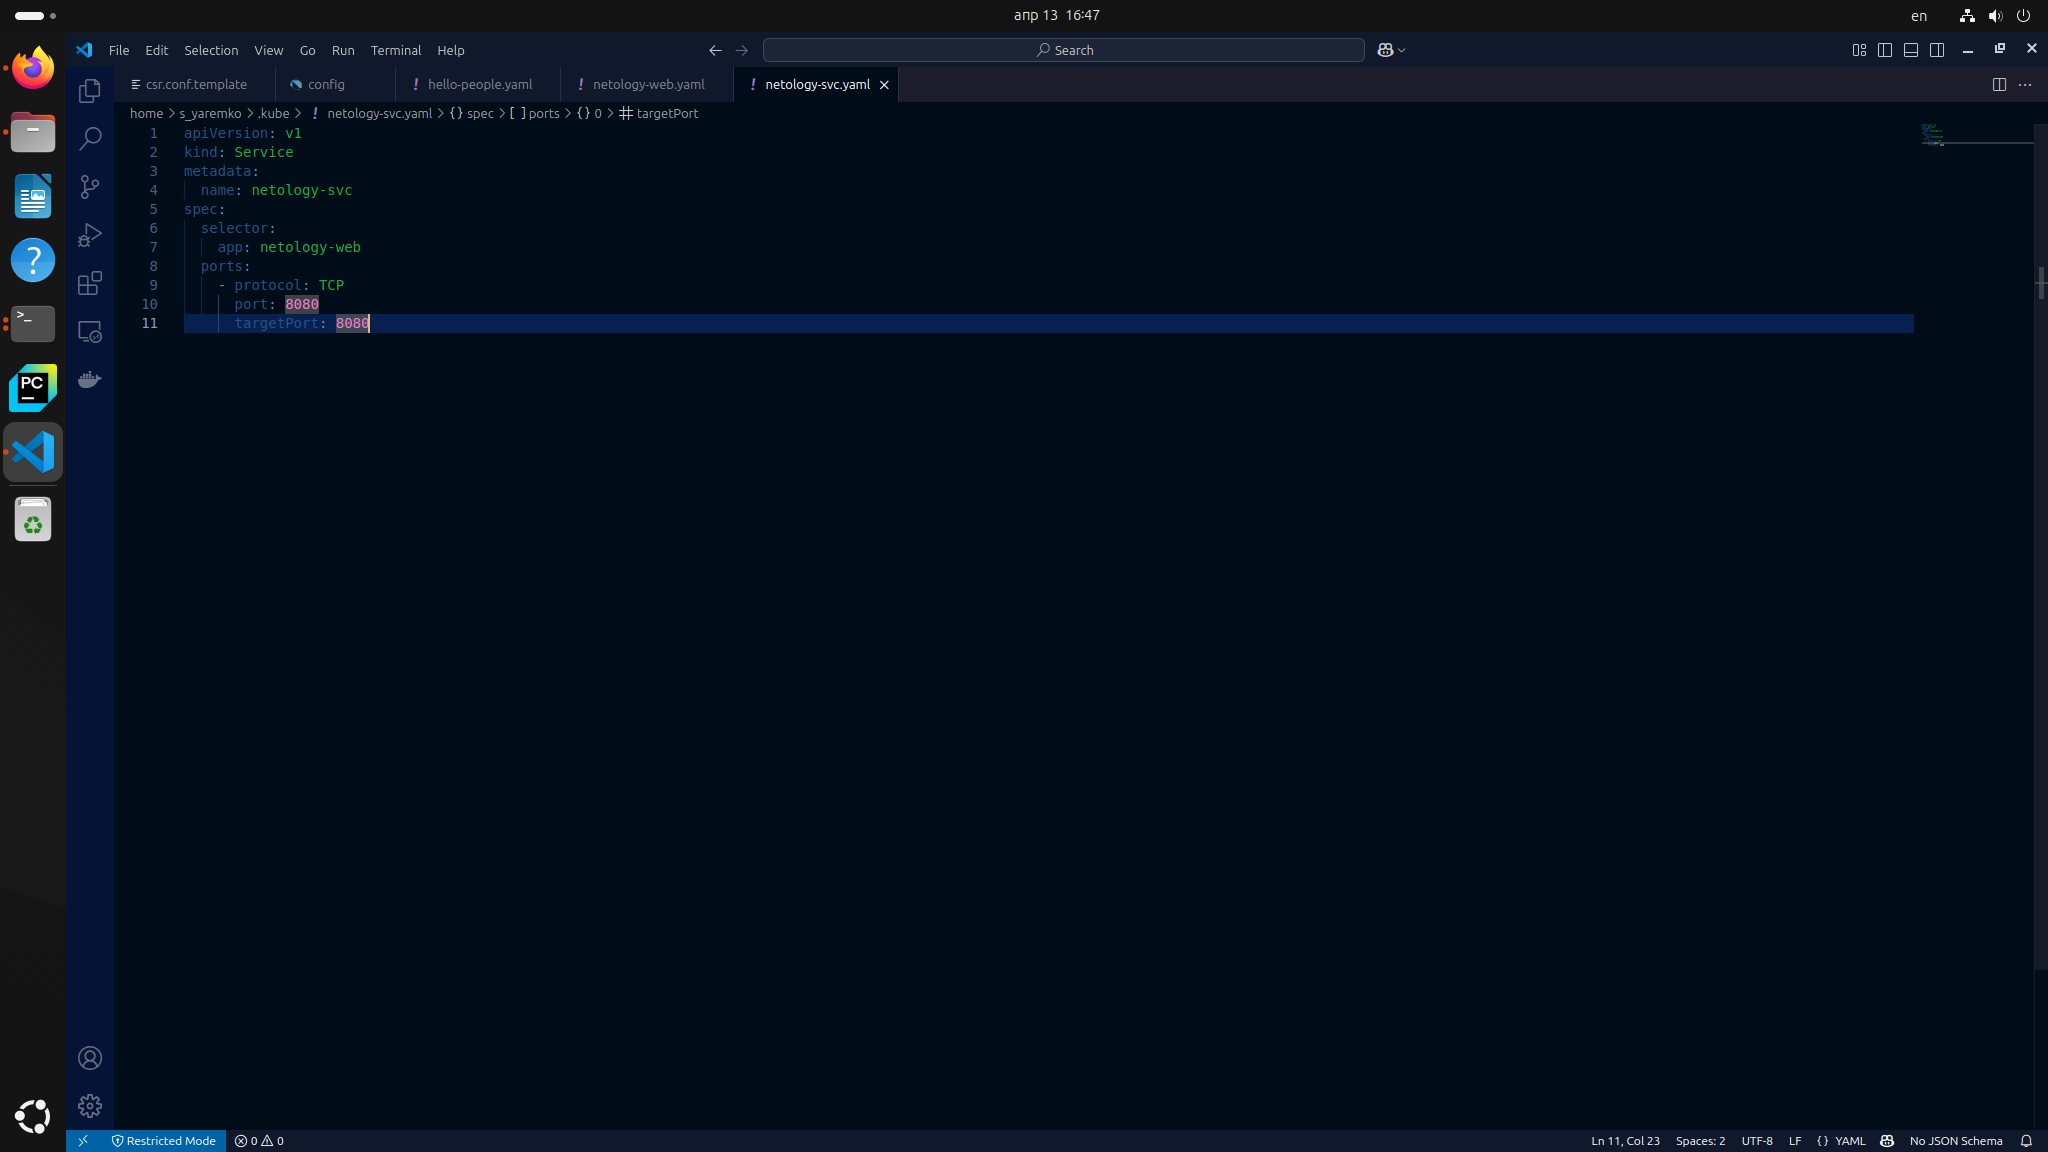 апр 13 16:47
en
File Edit Selection View Go Run Terminal Help
Search
csr.conf.template config hello-people.yaml netology-web.yaml netology-svc.yaml
home > s_yaremko > .kube > ! netology-svc.yaml > {} spec > [ ] ports > {} 0 > # targetPort
1 apiVersion: v1
2 kind: Service
3 metadata:
4   name: netology-svc
5 spec:
6   selector:
7     app: netology-web
8   ports:
9     - protocol: TCP
10       port: 8080
11       targetPort: 8080
>_
PC
?
Restricted Mode 0 0
Ln 11, Col 23 Spaces: 2 UTF-8 LF {} YAML No JSON Schema